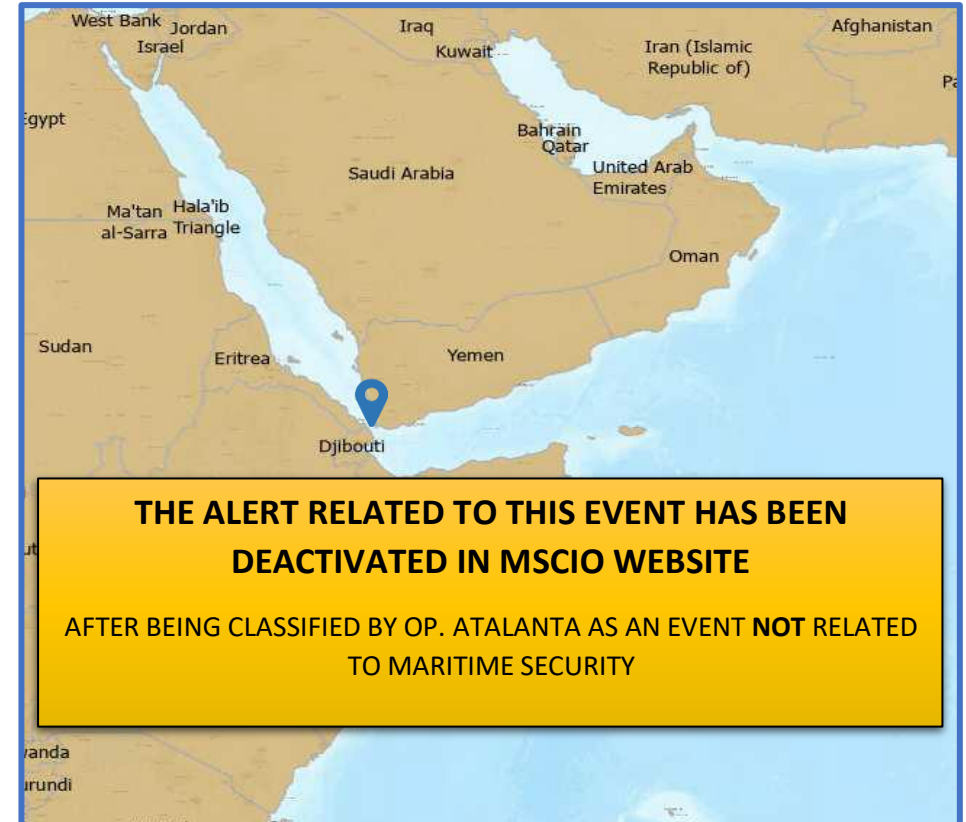 West Bank Jordan Iraq Afghanistan
Israel Kuwait Iran (Islamic
Republic of)
Egypt
Bahrain
Qatar
Saudi Arabia United Arab
Emirates
Ma'tan Hala'ib
al-Sarra Triangle
Oman
Sudan Eritrea Yemen
Djibouti
THE ALERT RELATED TO THIS EVENT HAS BEEN
DEACTIVATED IN MSCIO WEBSITE
AFTER BEING CLASSIFIED BY OP. ATALANTA AS AN EVENT NOT RELATED
TO MARITIME SECURITY
wanda
urundi